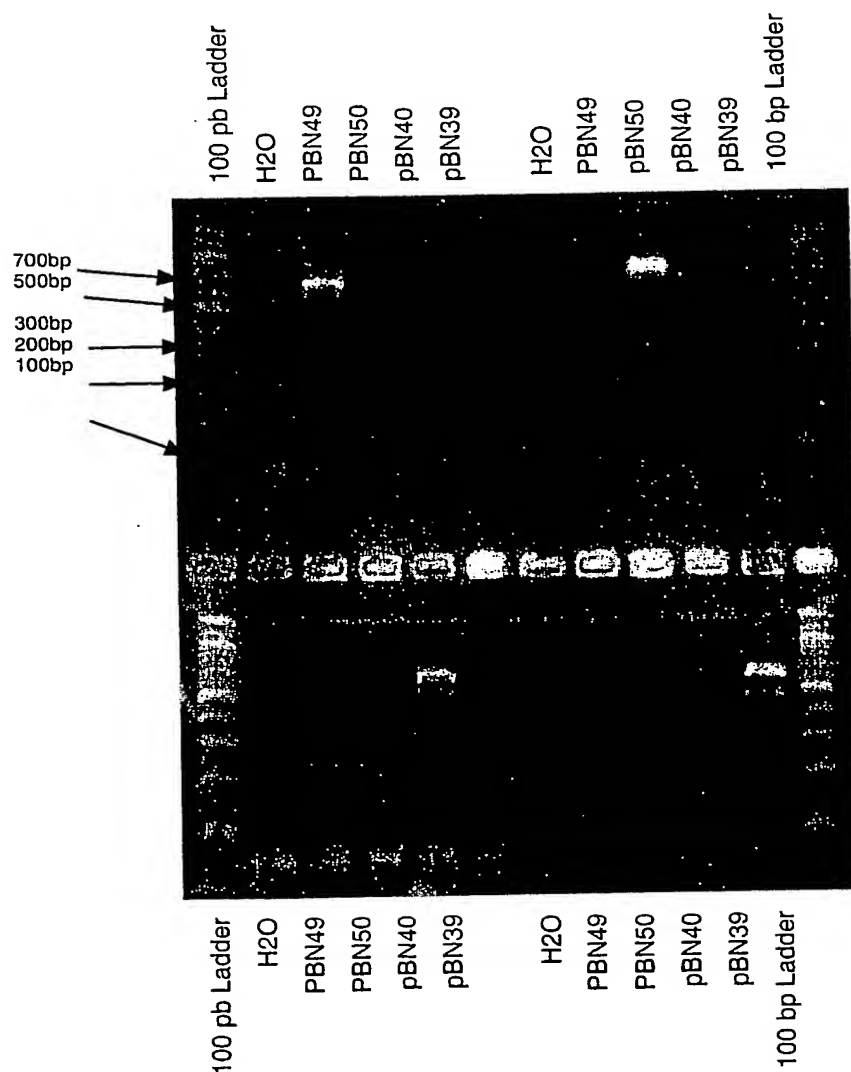 100 pb Ladder
H2O
PBN49
PBN50
pBN40
pBN39
H2O
PBN49
pBN50
pBN40
pBN39
100 bp Ladder
700bp
500bp
300bp
200bp
100bp
100 pb Ladder
H2O
PBN49
PBN50
pBN40
pBN39
H2O
PBN49
PBN50
pBN40
pBN39
100 bp Ladder